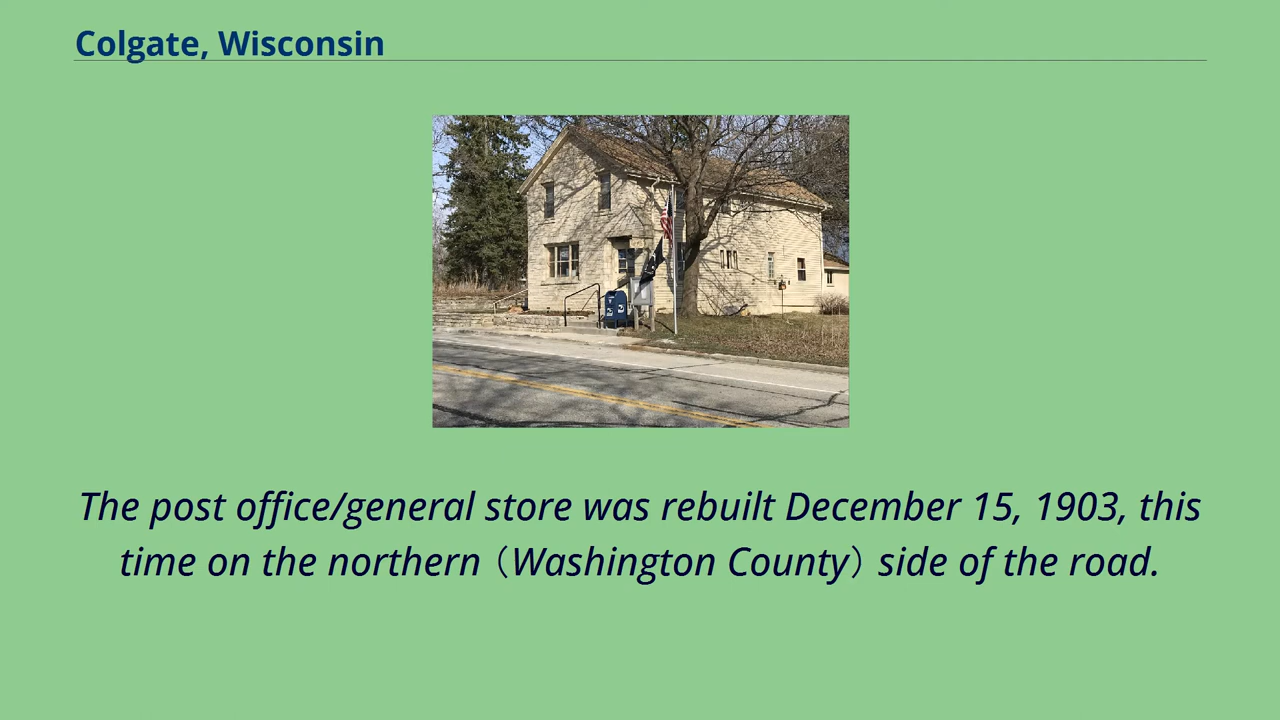 Colgate, Wisconsin
The post office/general store was rebuilt December 15, 1903, this
time on the northern（Washington County）side of the road.